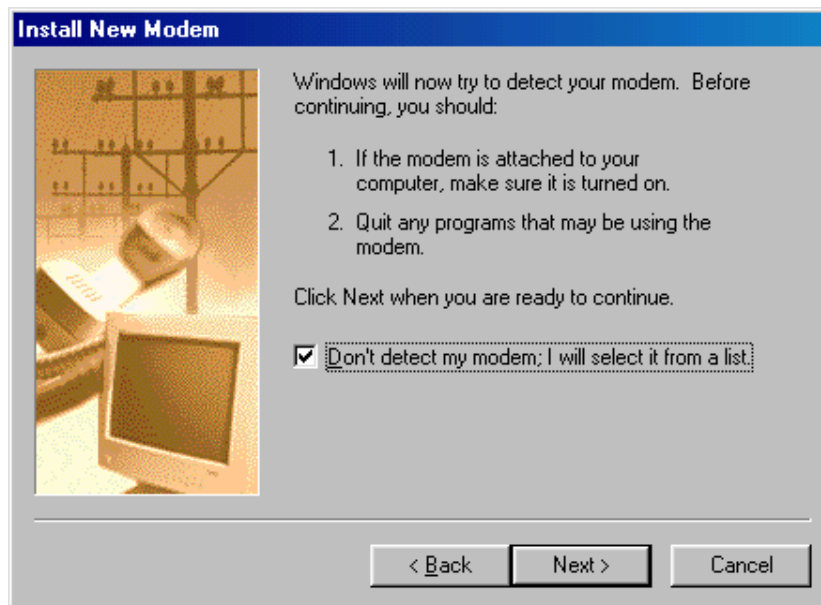 Install New Modem
Windows will now try to detect your modem. Before
continuing, you should:
1. If the modem is attached to your
computer, make sure it is turned on.
2. Quit any programs that may be using the
modem.
Click Next when you are ready to continue.
Don't detect my modem; I will select it from a list.
< Back
Next >
Cancel